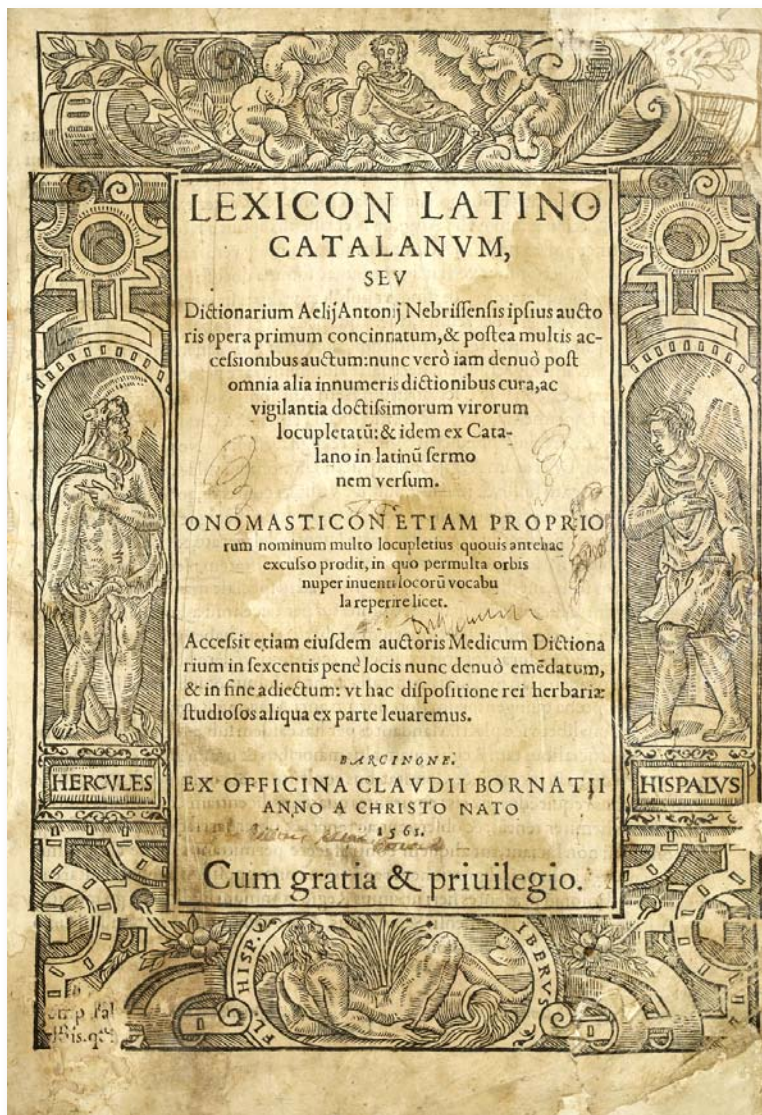 LEXICON LATINO
CATALANVM,
SEV
Dictionarium Aelij Antonij Nebrißensis ipsius aucto
ris opera primum concinnatum, & postea multis ac-
cessionibus auctum: nunc verò iam denuò post
omnia alia innumeris dictionibus cura, ac
vigilantia doctissimorum virorum
locupletatū: & idem ex Cata-
lano in latinū sermo
nem versum.
ONOMASTICON ETIAM PROPRIO
rum nominum multo locupletius quouis antehac
excuso prodit, in quo permulta orbis
nuper inuenti locorū vocabu
la reperire licet.
Accessit etiam eiusdem auctoris Medicum Dictiona
rium in sexcentis penè locis nunc denuò emēdatum,
& in fine adiectum: vt hac dispositione rei herbariæ
studiosos aliqua ex parte leuaremus.
BARCINONE.
EX OFFICINA CLAVDII BORNATII
ANNO A CHRISTO NATO
1561.
Cum gratia & priuilegio.
HERCVLES
HISPALVS
FL. HISP. IBERVS